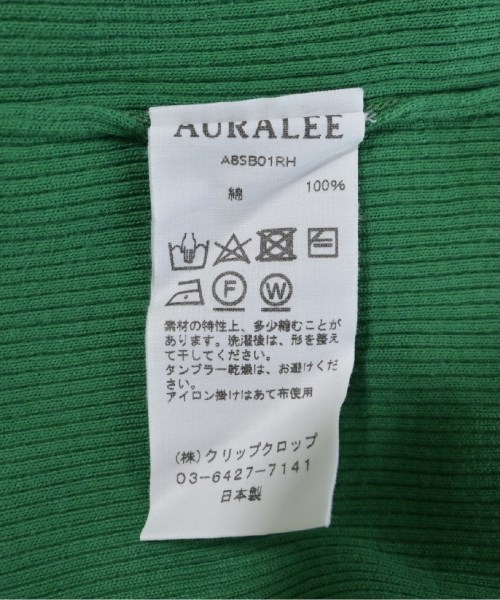 AURALEE
A8SB01RH
綿 100%
F W
素材の特性上、多少縮むことが
あります。洗濯後は、形を整え
て干してください。
タンブラー乾燥は、お避けください
アイロン掛けはあて布使用
(株)クリップクロップ
03-6427-7141
日本製